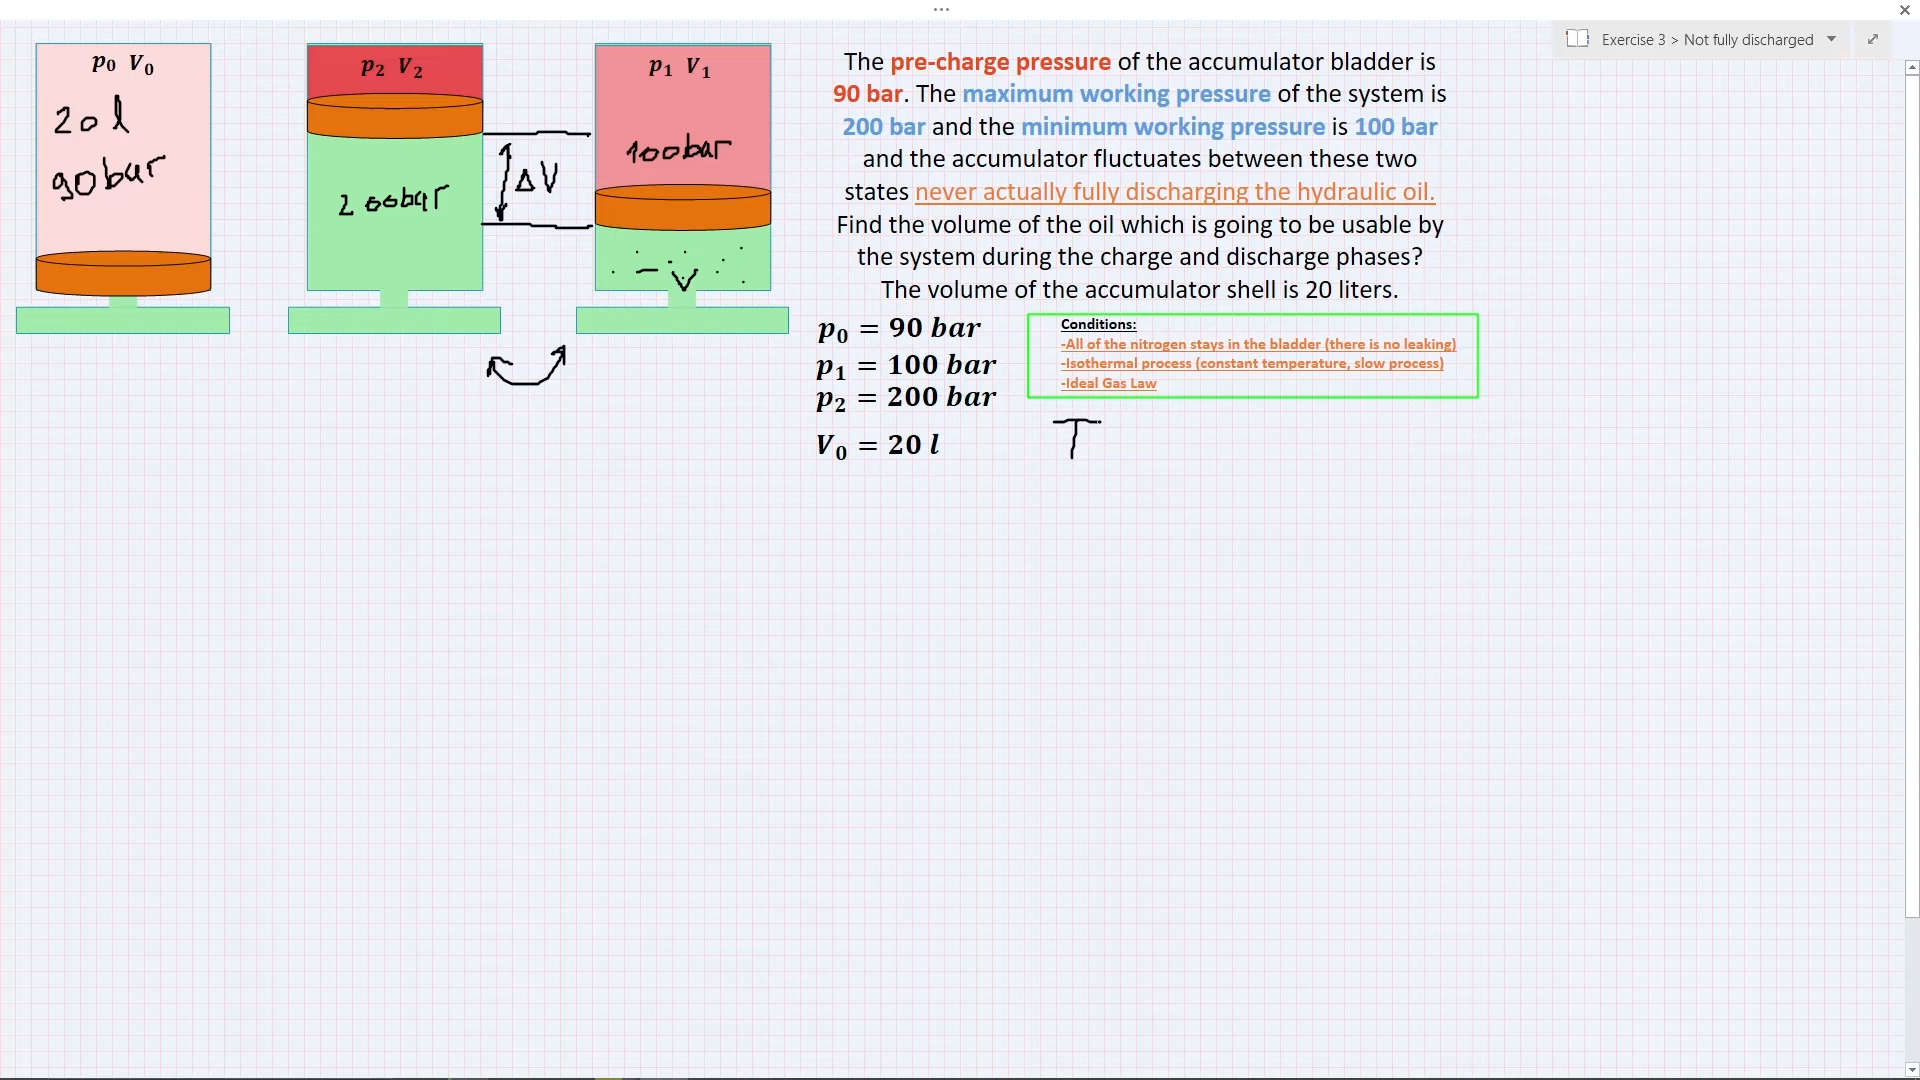 Exercise 3 > Not fully discharged
p₀ V₀
20 l
90bar
p₂ V₂
200bar
ΔV
p₁ V₁
100bar
- V
The pre-charge pressure of the accumulator bladder is
90 bar. The maximum working pressure of the system is
200 bar and the minimum working pressure is 100 bar
and the accumulator fluctuates between these two
states never actually fully discharging the hydraulic oil.
Find the volume of the oil which is going to be usable by
the system during the charge and discharge phases?
The volume of the accumulator shell is 20 liters.
p₀ = 90 bar
p₁ = 100 bar
p₂ = 200 bar
V₀ = 20 l
Conditions:
-All of the nitrogen stays in the bladder (there is no leaking)
-Isothermal process (constant temperature, slow process)
-Ideal Gas Law
T